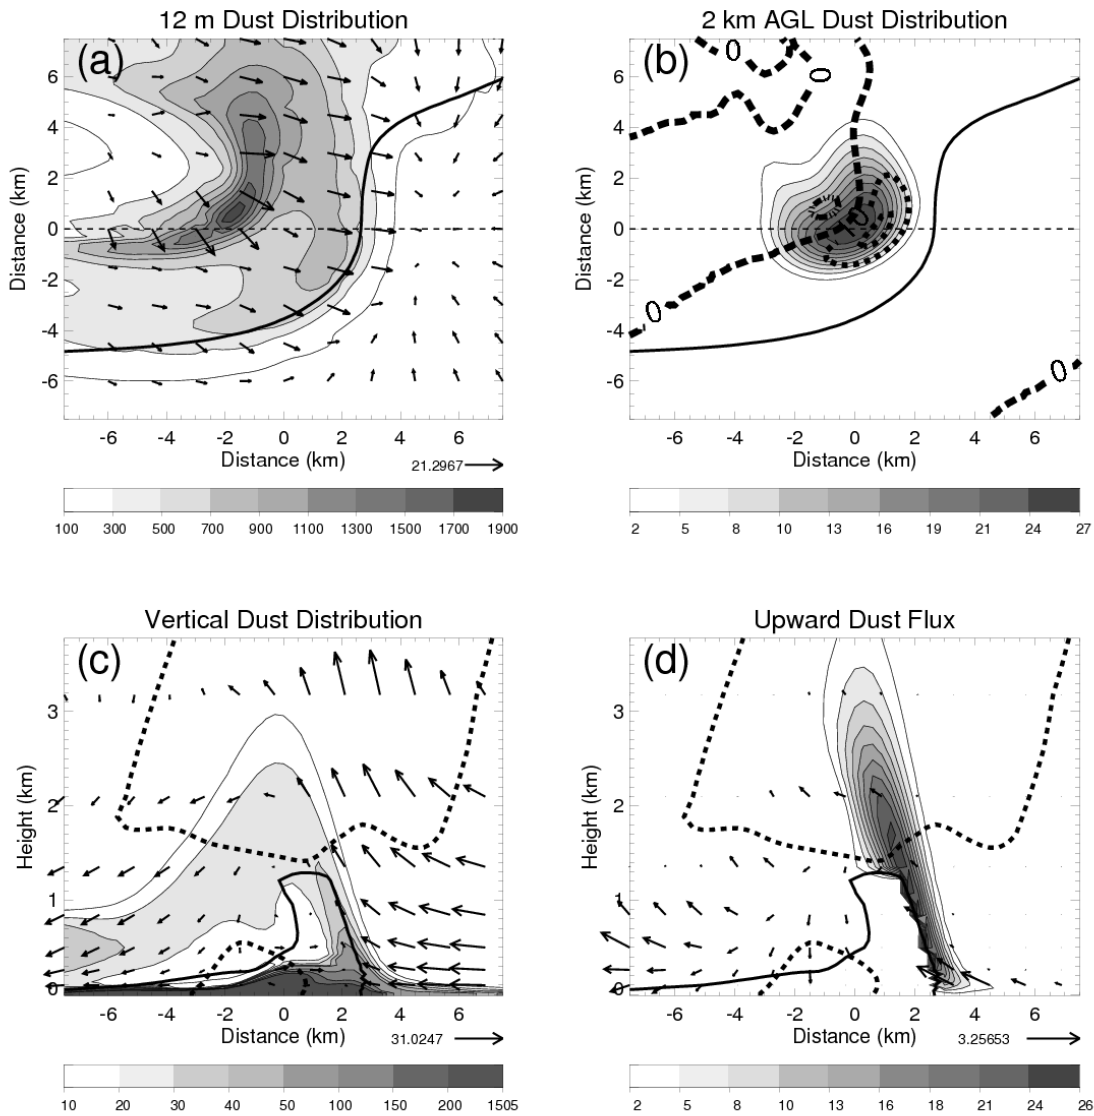 12 m Dust Distribution
(a)
6
4
2
0
-2
-4
-6
Distance (km)
-6 -4 -2 0 2 4 6
Distance (km)
21.2967
100 300 500 700 900 1100 1300 1500 1700 1900
2 km AGL Dust Distribution
(b)
0
0
0
0
6
4
2
0
-2
-4
-6
Distance (km)
-6 -4 -2 0 2 4 6
Distance (km)
2 5 8 10 13 16 19 21 24 27
Vertical Dust Distribution
(c)
3
2
1
0
Height (km)
-6 -4 -2 0 2 4 6
Distance (km)
31.0247
10 20 30 40 50 100 150 200 1505
Upward Dust Flux
(d)
3
2
1
0
Height (km)
-6 -4 -2 0 2 4 6
Distance (km)
3.25653
2 5 8 10 13 16 18 21 24 26